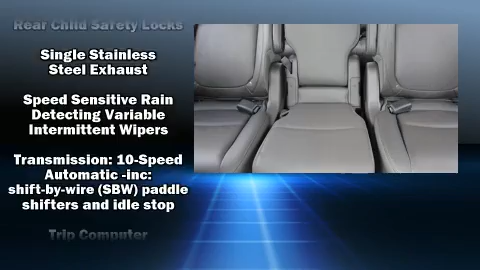 Rear Child Safety Locks
Single Stainless
Steel Exhaust
Speed Sensitive Rain
Detecting Variable
Intermittent Wipers
Transmission: 10-Speed
Automatic -inc:
shift-by-wire (SBW) paddle
shifters and idle stop
Trip Computer